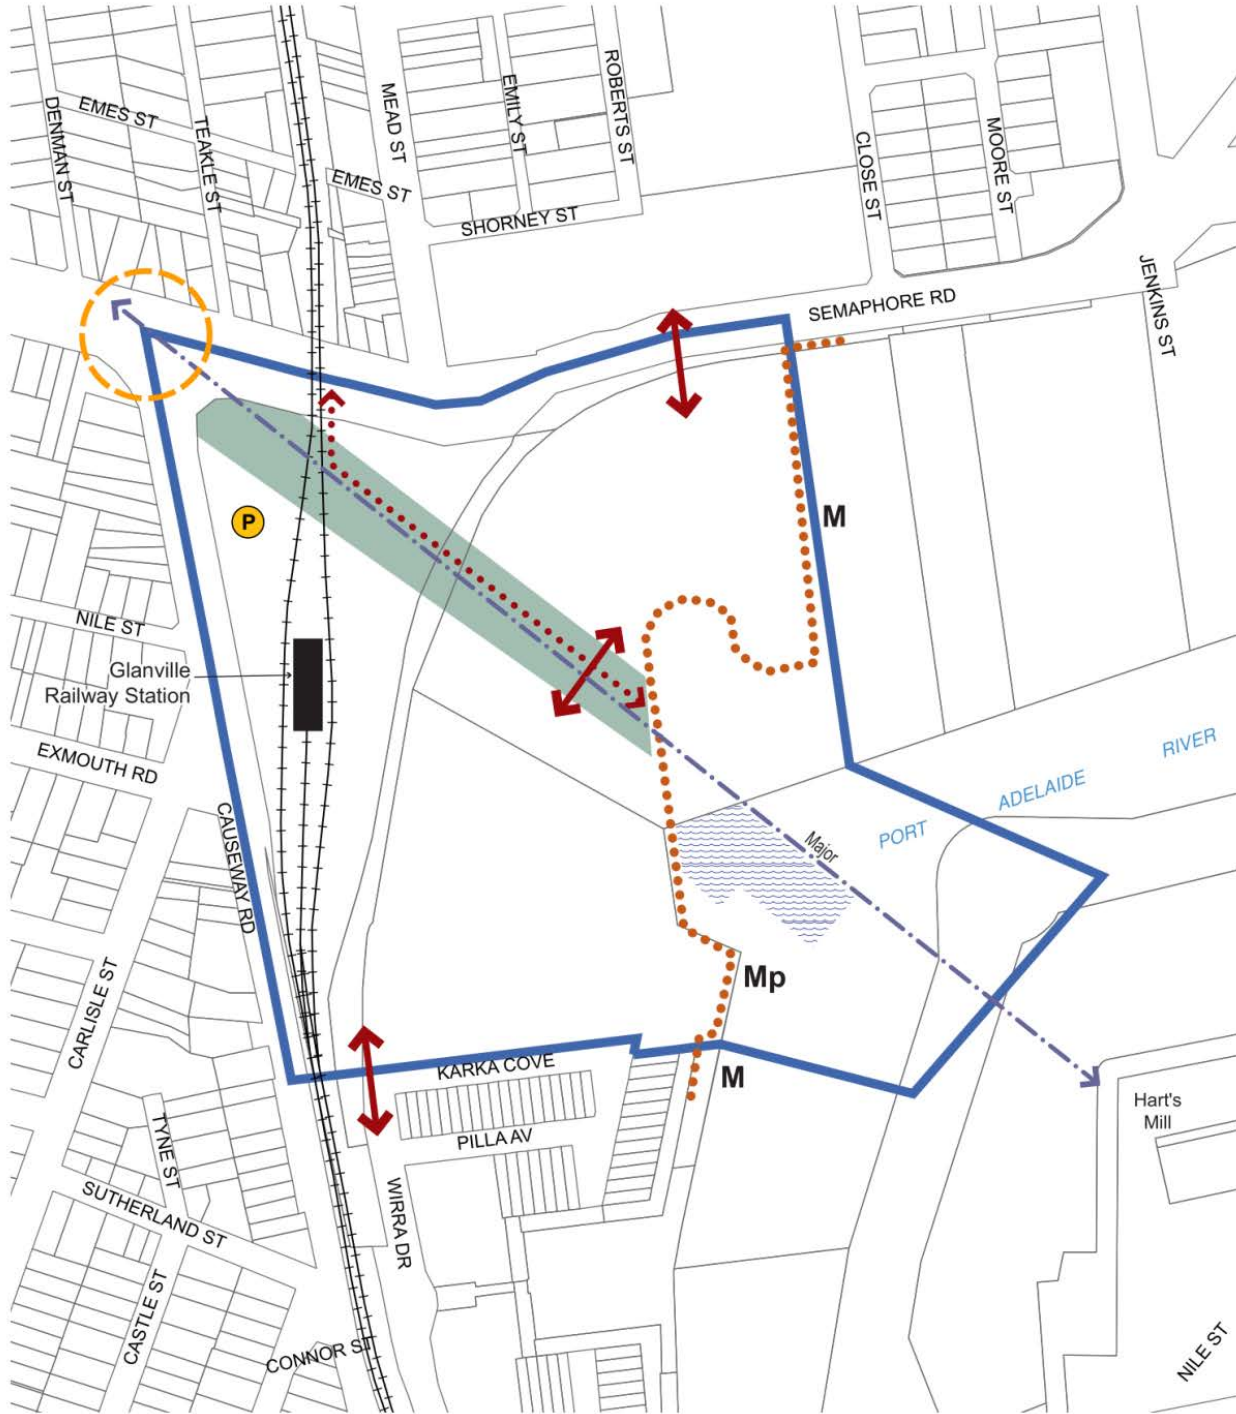 EMES ST
DENMAN ST
TEAKLE ST
MEAD ST
EMILY ST
ROBERTS ST
EMES ST
SHORNEY ST
CLOSE ST
MOORE ST
JENKINS ST
SEMAPHORE RD
M
P
NILE ST
Glanville
Railway Station
EXMOUTH RD
CAUSEWAY RD
RIVER
ADELAIDE
PORT
Major
CARLISLE ST
Mp
KARKA COVE
M
Hart's
Mill
PILLA AV
TYNE ST
WIRRA DR
SUTHERLAND ST
CASTLE ST
CONNOR ST
NILE ST